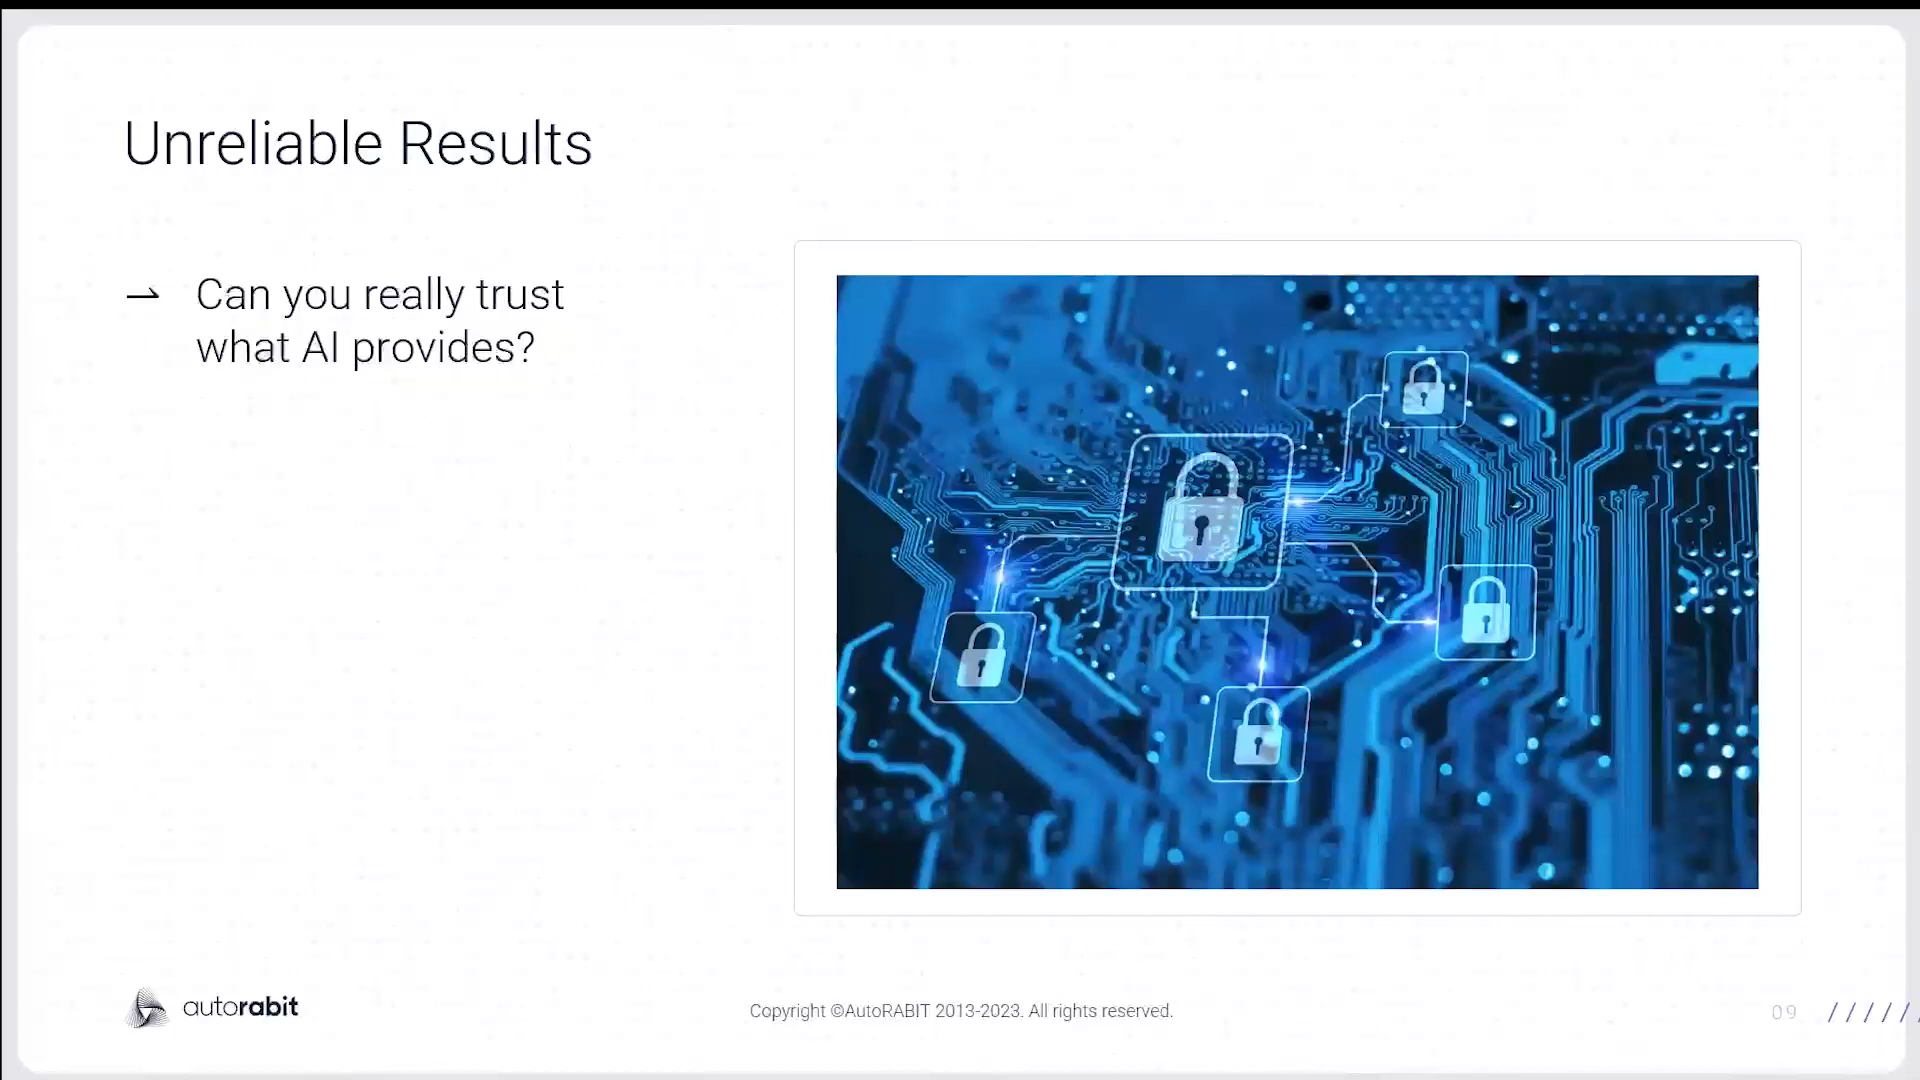 Unreliable Results
Can you really trust
what AI provides?
autorabit
Copyright ©AutoRABIT 2013-2023. All rights reserved.
09